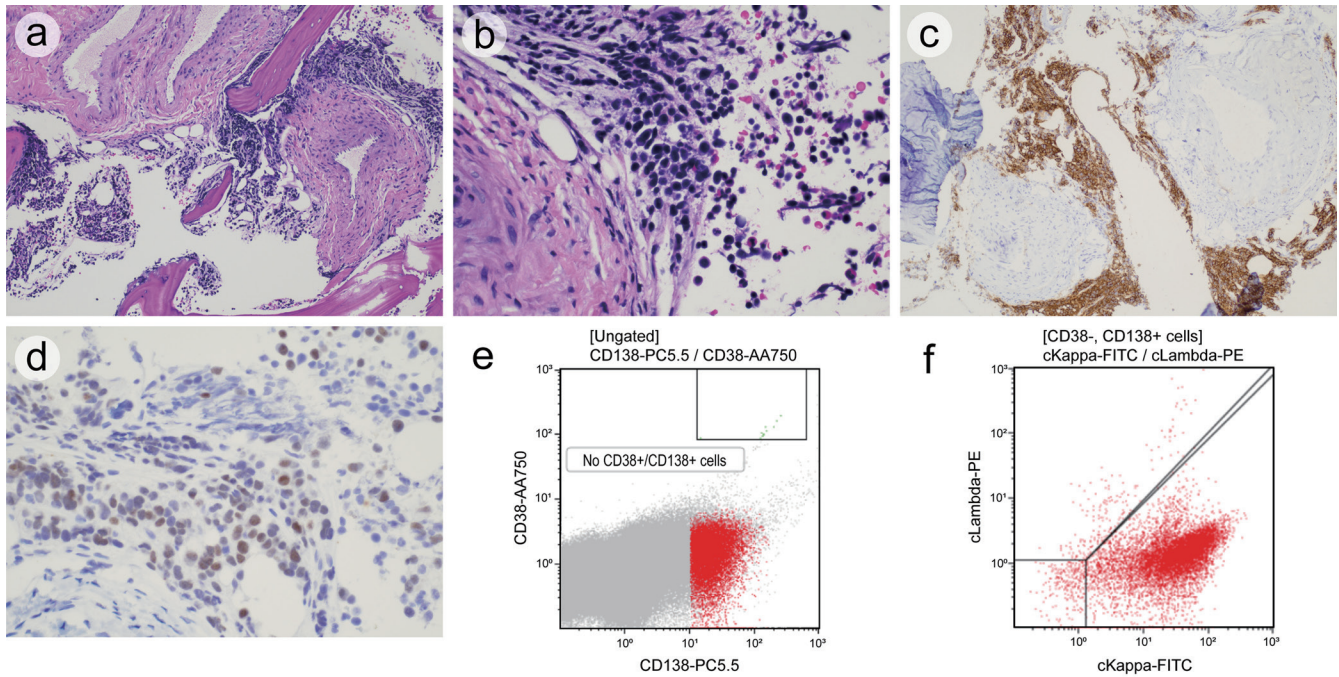 a
b
c
d
e
[Ungated]
CD138-PC5.5 / CD38-AA750
10³
10²
10¹
10⁰
CD38-AA750
No CD38+/CD138+ cells
10⁰
10¹
10²
10³
CD138-PC5.5
f
[CD38-, CD138+ cells]
cKappa-FITC / cLambda-PE
10³
10²
10¹
10⁰
cLambda-PE
10⁰
10¹
10²
10³
cKappa-FITC